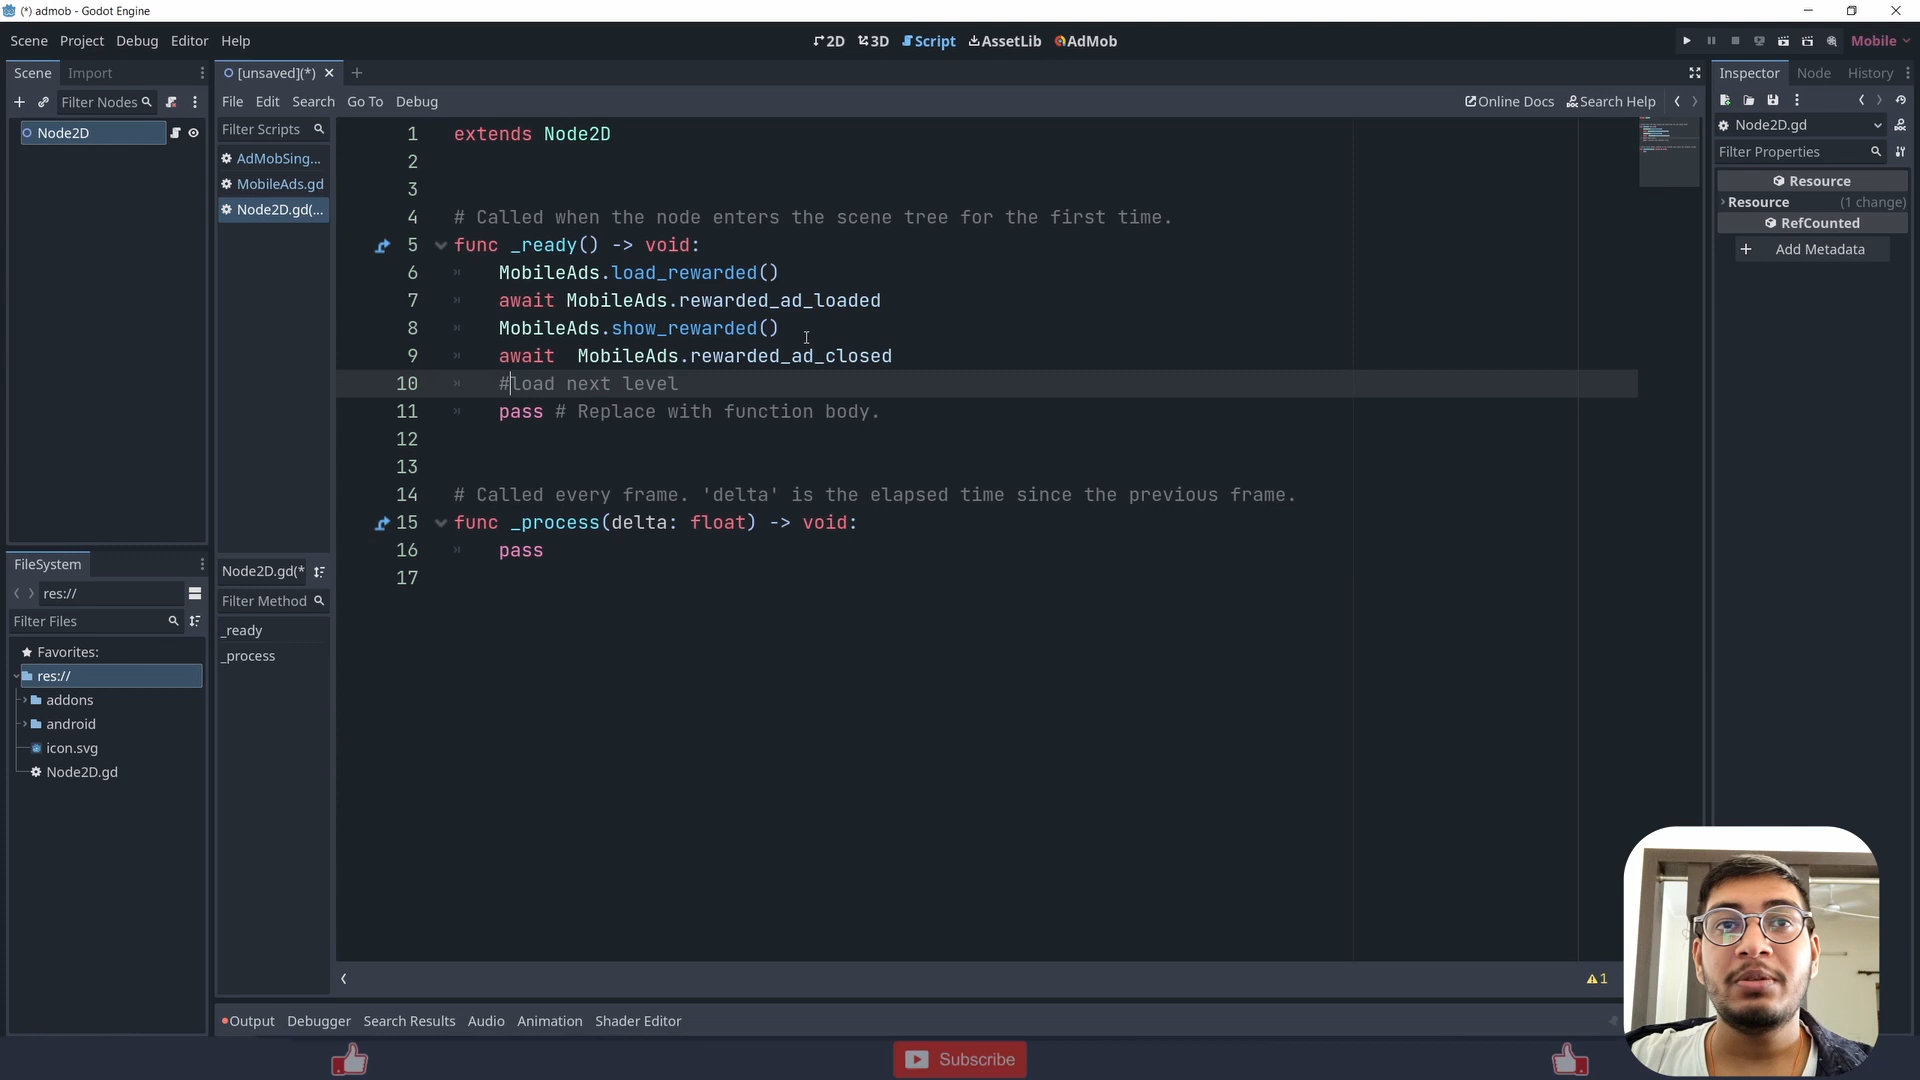 (*) admob - Godot Engine
Scene Project Debug Editor Help
2D 3D Script AssetLib AdMob
Mobile
Scene Import
[unsaved](*)
Inspector Node History
Filter Nodes
File Edit Search Go To Debug
Online Docs Search Help
Node2D
Filter Scripts
AdMobSing...
MobileAds.gd
Node2D.gd(...
Node2D.gd
Filter Properties
Resource
Resource (1 change)
RefCounted
Add Metadata
1 extends Node2D
2
3
4 # Called when the node enters the scene tree for the first time.
5 func _ready() -> void:
6 MobileAds.load_rewarded()
7 await MobileAds.rewarded_ad_loaded
8 MobileAds.show_rewarded()
9 await  MobileAds.rewarded_ad_closed
10 #load next level
11 pass # Replace with function body.
12
13
14 # Called every frame. 'delta' is the elapsed time since the previous frame.
15 func _process(delta: float) -> void:
16 pass
17
FileSystem
res://
Filter Files
Favorites:
res://
addons
android
icon.svg
Node2D.gd
Node2D.gd(*
Filter Method
_ready
_process
1
Output Debugger Search Results Audio Animation Shader Editor
Subscribe